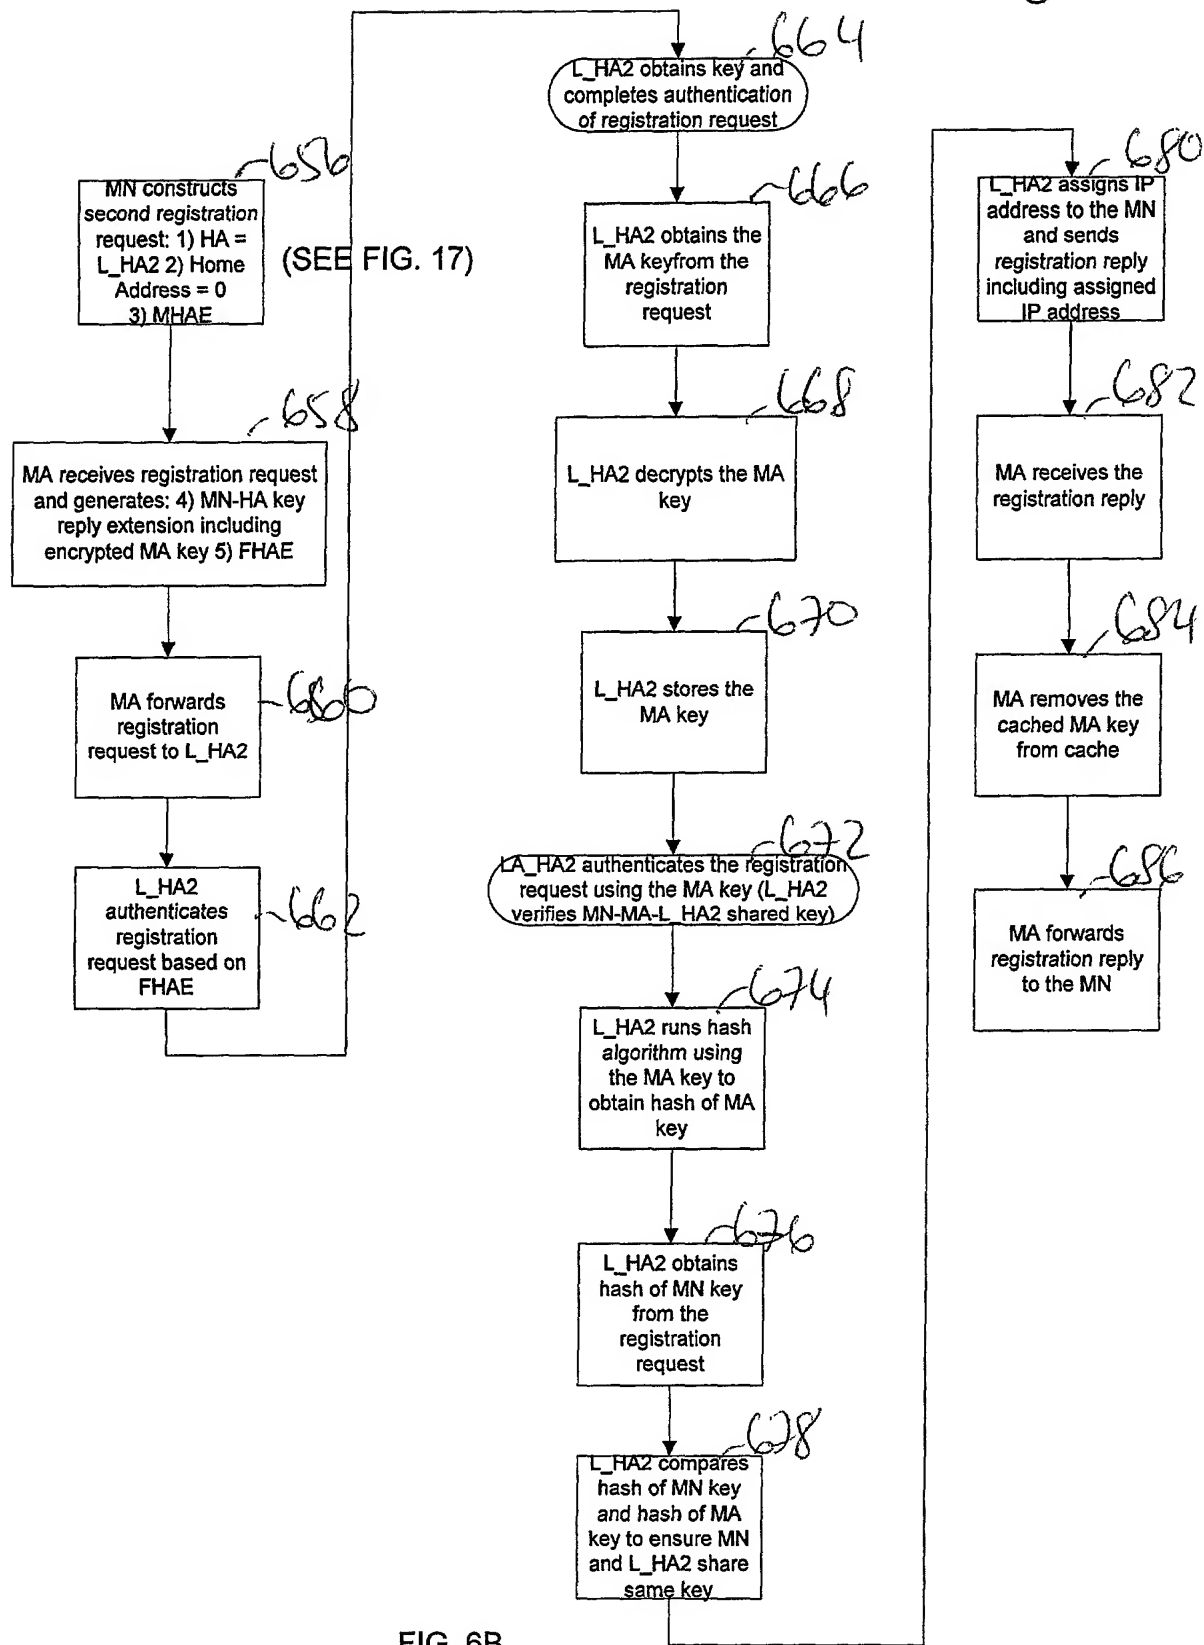 656
MN constructs
second registration
request: 1) HA =
L_HA2 2) Home
Address = 0
3) MHAE
(SEE FIG. 17)
658
MA receives registration request
and generates: 4) MN-HA key
reply extension including
encrypted MA key 5) FHAE
660
MA forwards
registration
request to L_HA2
662
L_HA2
authenticates
registration
request based on
FHAE
664
L_HA2 obtains key and
completes authentication
of registration request
666
L_HA2 obtains the
MA keyfrom the
registration
request
668
L_HA2 decrypts the MA
key
670
L_HA2 stores the
MA key
672
LA_HA2 authenticates the registration
request using the MA key (L_HA2
verifies MN-MA-L_HA2 shared key)
674
L_HA2 runs hash
algorithm using
the MA key to
obtain hash of MA
key
676
L_HA2 obtains
hash of MN key
from the
registration
request
678
L_HA2 compares
hash of MN key
and hash of MA
key to ensure MN
and L_HA2 share
same key
680
L_HA2 assigns IP
address to the MN
and sends
registration reply
including assigned
IP address
682
MA receives the
registration reply
684
MA removes the
cached MA key
from cache
686
MA forwards
registration reply
to the MN
FIG. 6B